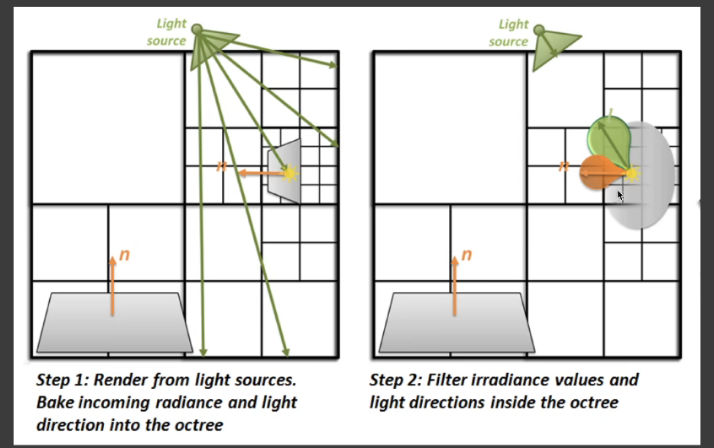 Light
source
n
n
Step 1: Render from light sources.
Bake incoming radiance and light
direction into the octree
Light
source
n
n
Step 2: Filter irradiance values and
light directions inside the octree